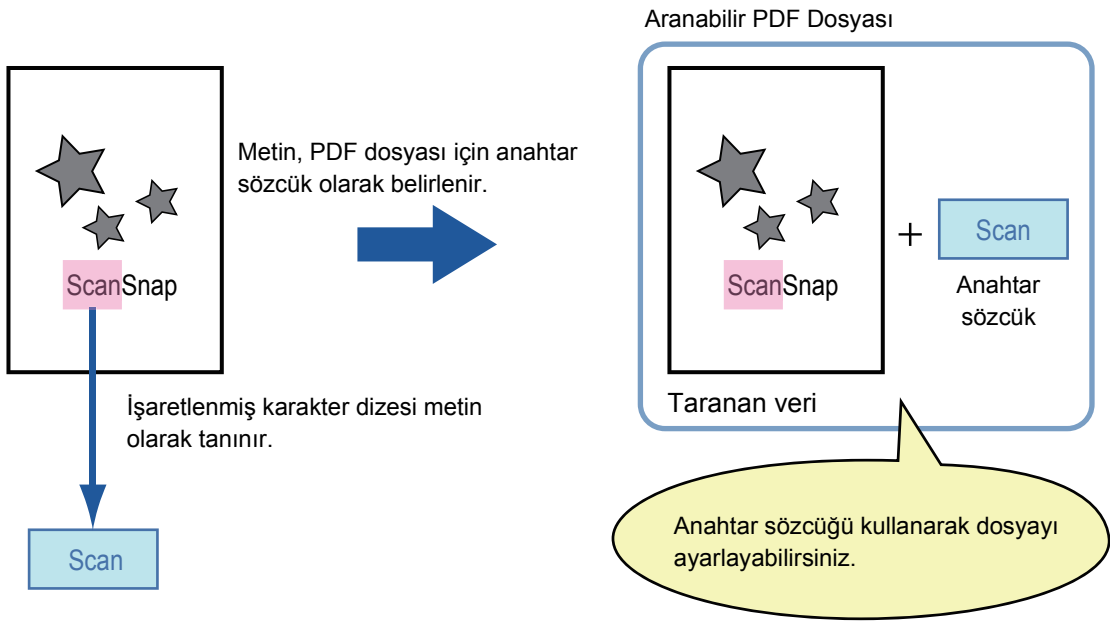 Aranabilir PDF Dosyası
Metin, PDF dosyası için anahtar
sözcük olarak belirlenir.
ScanSnap
İşaretlenmiş karakter dizesi metin
olarak tanınır.
Scan
ScanSnap
+
Scan
Anahtar
sözcük
Taranan veri
Anahtar sözcüğü kullanarak dosyayı
ayarlayabilirsiniz.